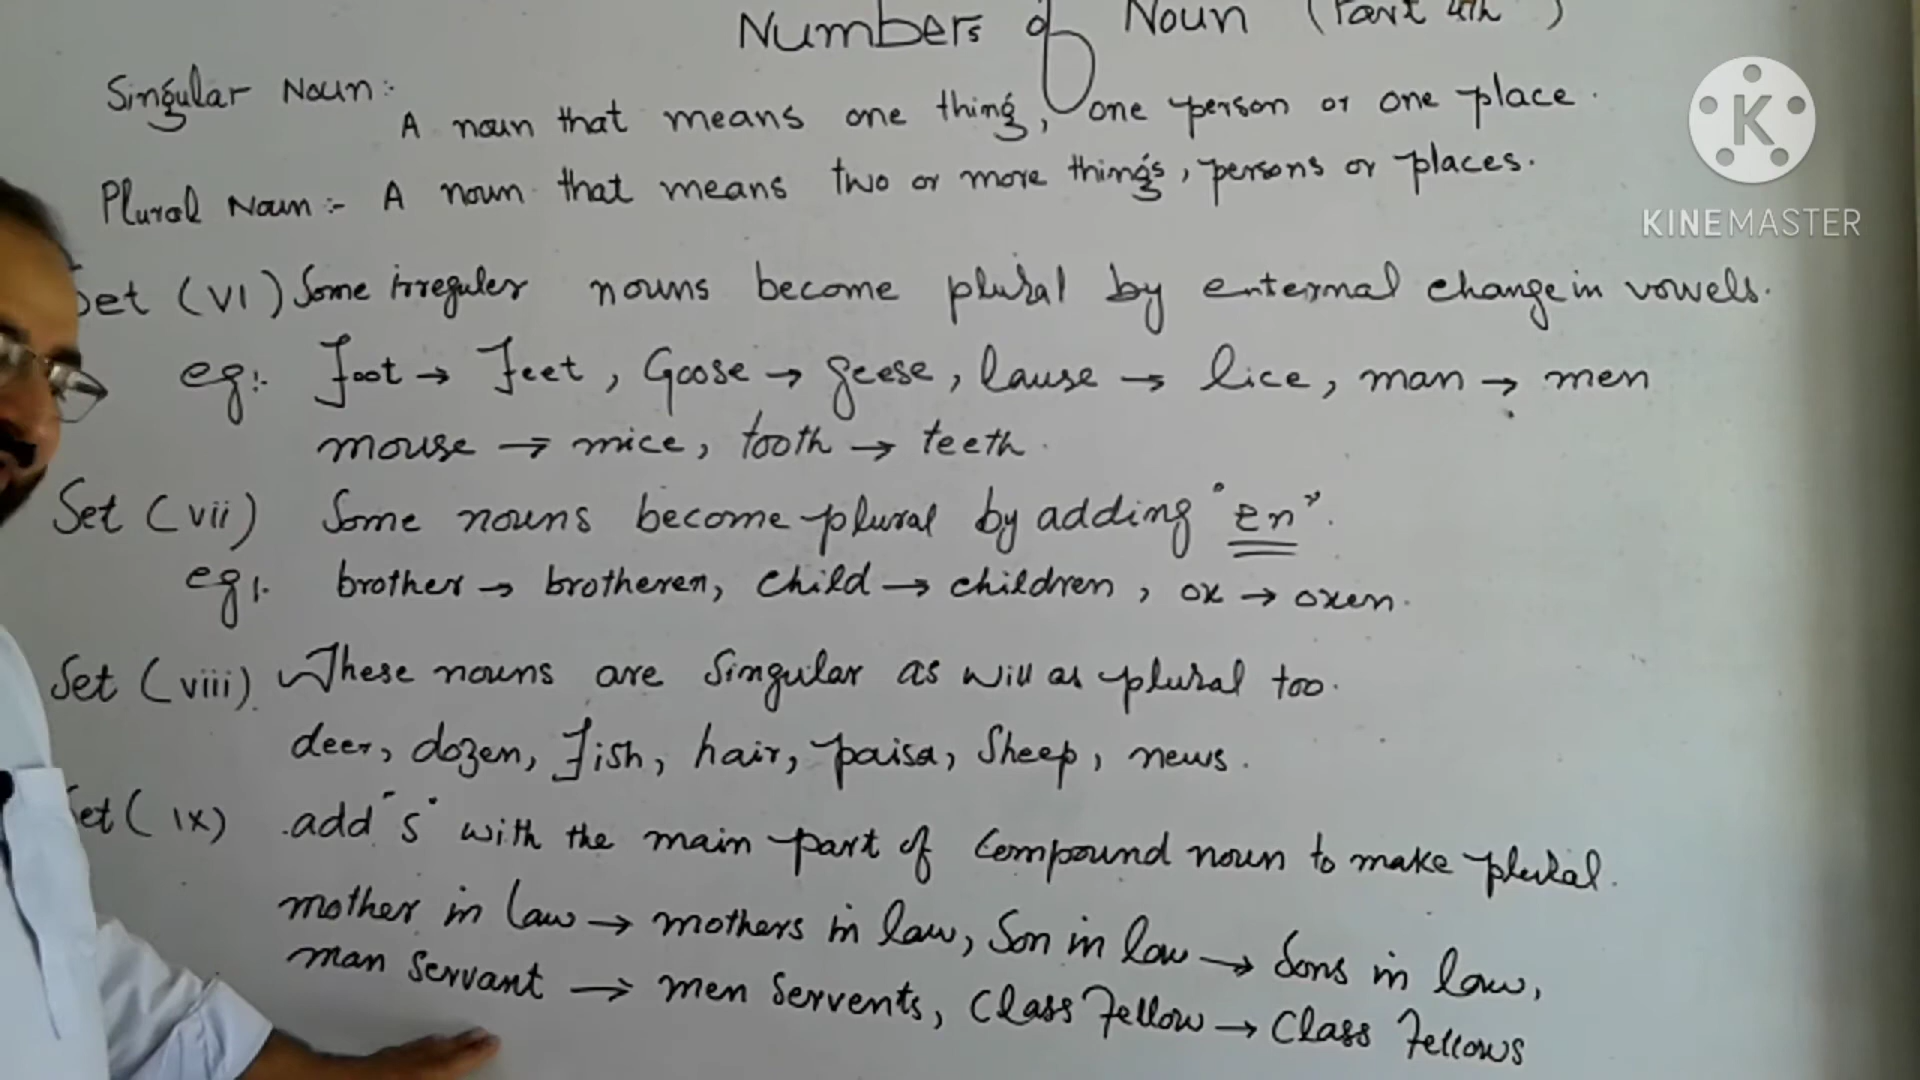 Numbers of Noun (Part 4th)
Singular Noun:-
A noun that means one thing, one person or one place.
Plural Noun:- A noun that means two or more things, persons or places.
KINEMASTER
Set (VI) Some irreguler nouns become plural by enternal change in vowels.
eg:- Foot → Feet, Goose → geese, lause → lice, man → men
mouse → mice, tooth → teeth.
Set (vii) Some nouns become plural by adding "en".
eg:- brother → brotheren, child → children, ox → oxen.
Set (viii) These nouns are Singular as will as plural too.
deer, dozen, Fish, hair, paisa, Sheep, news.
Set (ix) add "s" with the main part of Compound noun to make plural.
mother in law → mothers in law, Son in law → Sons in law,
man Servant → men Servents, Class Fellow → Class Fellows